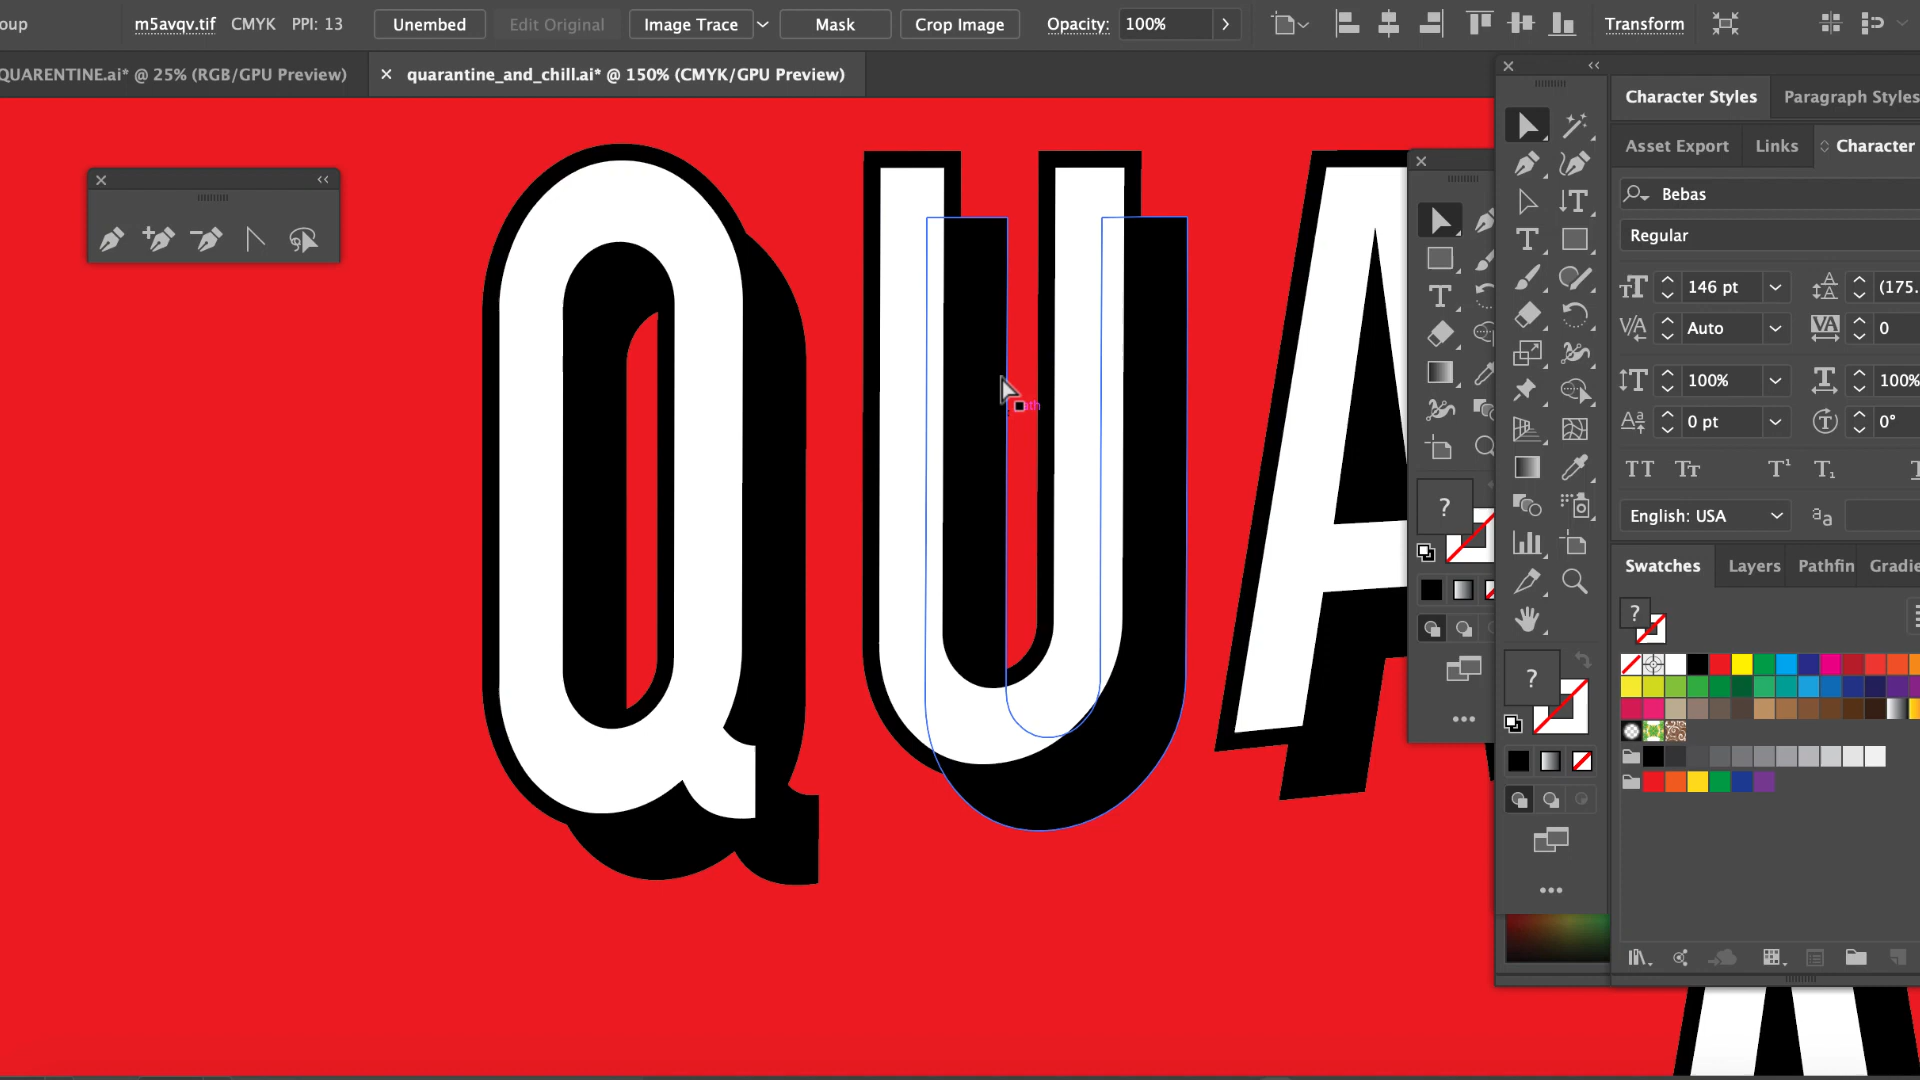 oup m5avqv.tif CMYK PPI: 13 Unembed Edit Original Image Trace Mask Crop Image Opacity: 100% Transform
QUARENTINE.ai* @ 25% (RGB/GPU Preview) × quarantine_and_chill.ai* @ 150% (CMYK/GPU Preview)
Character Styles Paragraph Styles
Asset Export Links Character
Bebas
Regular
146 pt (175.
Auto 0
100% 100%
0 pt 0°
English: USA
Swatches Layers Pathfin Gradie
QUA